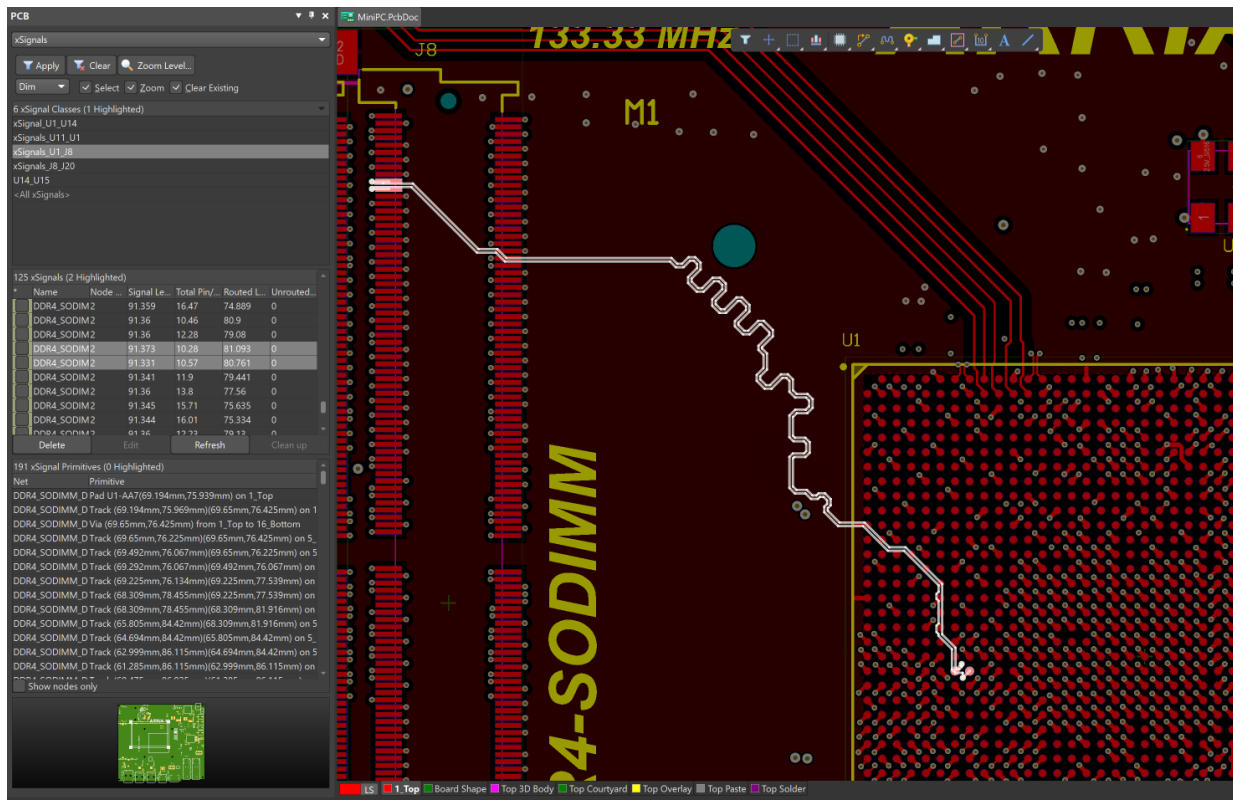 PCB
MiniPC.PcbDoc
xSignals
Apply Clear Zoom Level...
Dim Select Zoom Clear Existing
6 xSignal Classes (1 Highlighted)
xSignal_U1_U14
xSignals_U11_U1
xSignals_U1_J8
xSignals_J8_J20
U14_U15
<All xSignals>
125 xSignals (2 Highlighted)
* Name Node ... Signal Le... Total Pin/... Routed L... Unrouted...
DDR4_SODIM 2 91.359 16.47 74.889 0
DDR4_SODIM 2 91.36 10.46 80.9 0
DDR4_SODIM 2 91.36 12.28 79.08 0
DDR4_SODIM 2 91.373 10.28 81.093 0
DDR4_SODIM 2 91.331 10.57 80.761 0
DDR4_SODIM 2 91.341 11.9 79.441 0
DDR4_SODIM 2 91.36 13.8 77.56 0
DDR4_SODIM 2 91.345 15.71 75.635 0
DDR4_SODIM 2 91.344 16.01 75.334 0
DDR4_SODIM 2 91.36 12.23 79.13 0
Delete Edit Refresh Clean up
191 xSignal Primitives (0 Highlighted)
Net Primitive
DDR4_SODIMM_D Pad U1-AA7(69.194mm,75.939mm) on 1_Top
DDR4_SODIMM_D Track (69.194mm,75.969mm)(69.65mm,76.425mm) on 1
DDR4_SODIMM_D Via (69.65mm,76.425mm) from 1_Top to 16_Bottom
DDR4_SODIMM_D Track (69.65mm,76.225mm)(69.65mm,76.425mm) on 5_
DDR4_SODIMM_D Track (69.492mm,76.067mm)(69.65mm,76.225mm) on 5
DDR4_SODIMM_D Track (69.292mm,76.067mm)(69.492mm,76.067mm) on
DDR4_SODIMM_D Track (69.225mm,76.134mm)(69.225mm,77.539mm) on
DDR4_SODIMM_D Track (68.309mm,78.455mm)(69.225mm,77.539mm) on
DDR4_SODIMM_D Track (68.309mm,78.455mm)(68.309mm,81.916mm) on
DDR4_SODIMM_D Track (65.805mm,84.42mm)(68.309mm,81.916mm) on
DDR4_SODIMM_D Track (64.694mm,84.42mm)(65.805mm,84.42mm) on 5_
DDR4_SODIMM_D Track (62.999mm,86.115mm)(64.694mm,84.42mm) on 5
DDR4_SODIMM_D Track (61.285mm,86.115mm)(62.999mm,86.115mm) on
Show nodes only
J8
133.33 MHz
M1
U1
R4-SODIMM
LS 1_Top Board Shape Top 3D Body Top Courtyard Top Overlay Top Paste Top Solder